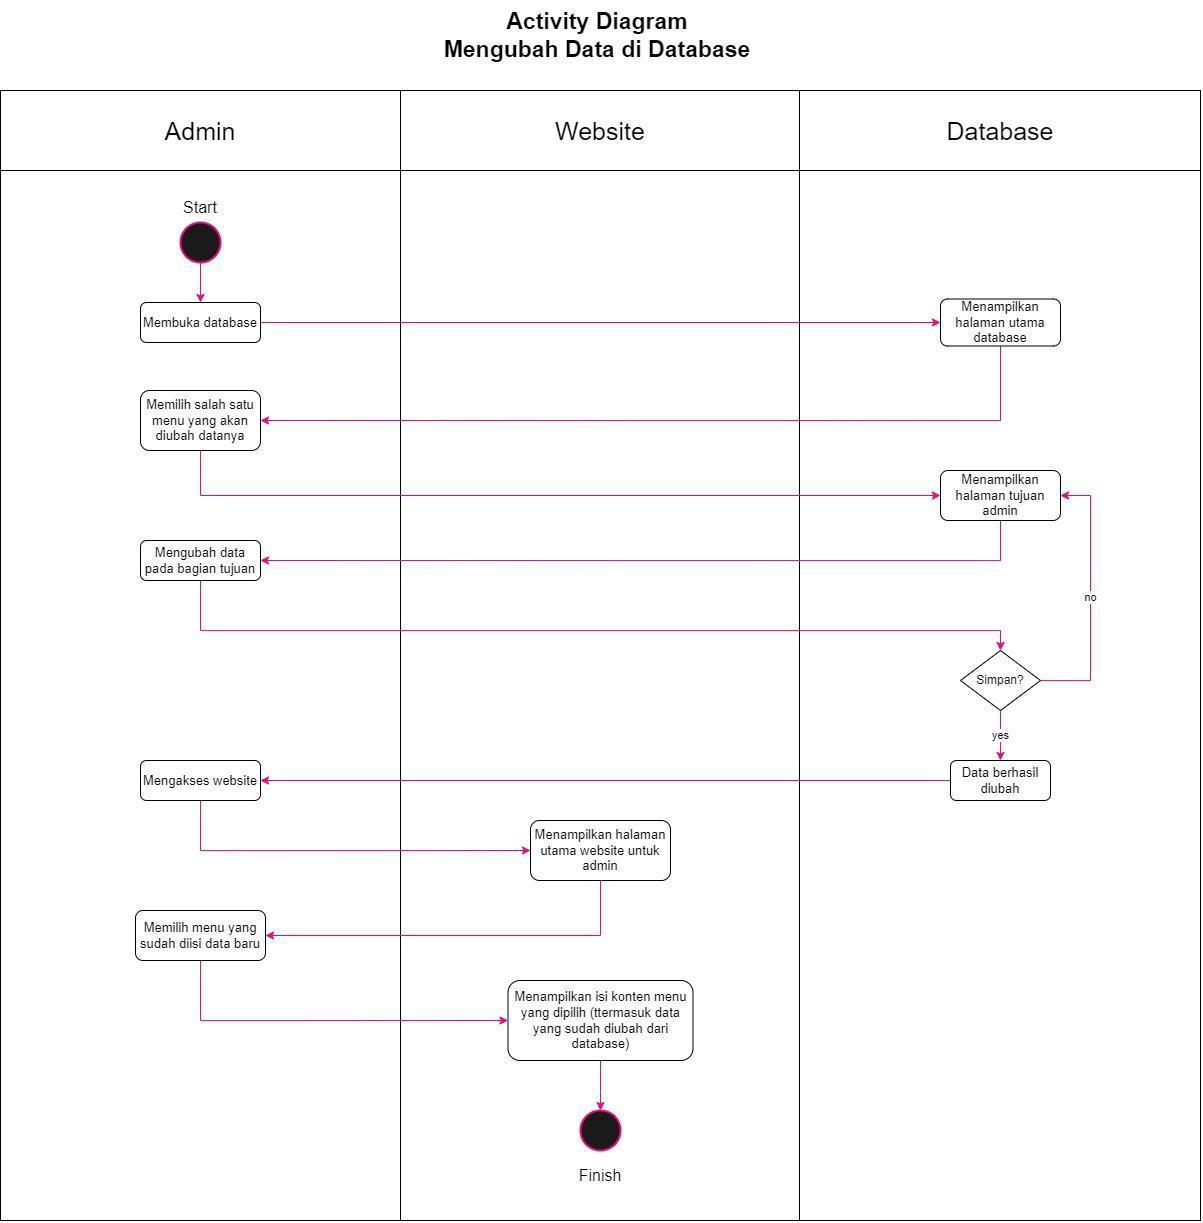 Activity Diagram
Mengubah Data di Database
Admin
Website
Database
Start
Membuka database
Menampilkan
halaman utama
database
Memilih salah satu
menu yang akan
diubah datanya
Menampilkan
halaman tujuan
admin
Mengubah data
pada bagian tujuan
no
Simpan?
yes
Mengakses website
Data berhasil
diubah
Menampilkan halaman
utama website untuk
admin
Memilih menu yang
sudah diisi data baru
Menampilkan isi konten menu
yang dipilih (ttermasuk data
yang sudah diubah dari
database)
Finish